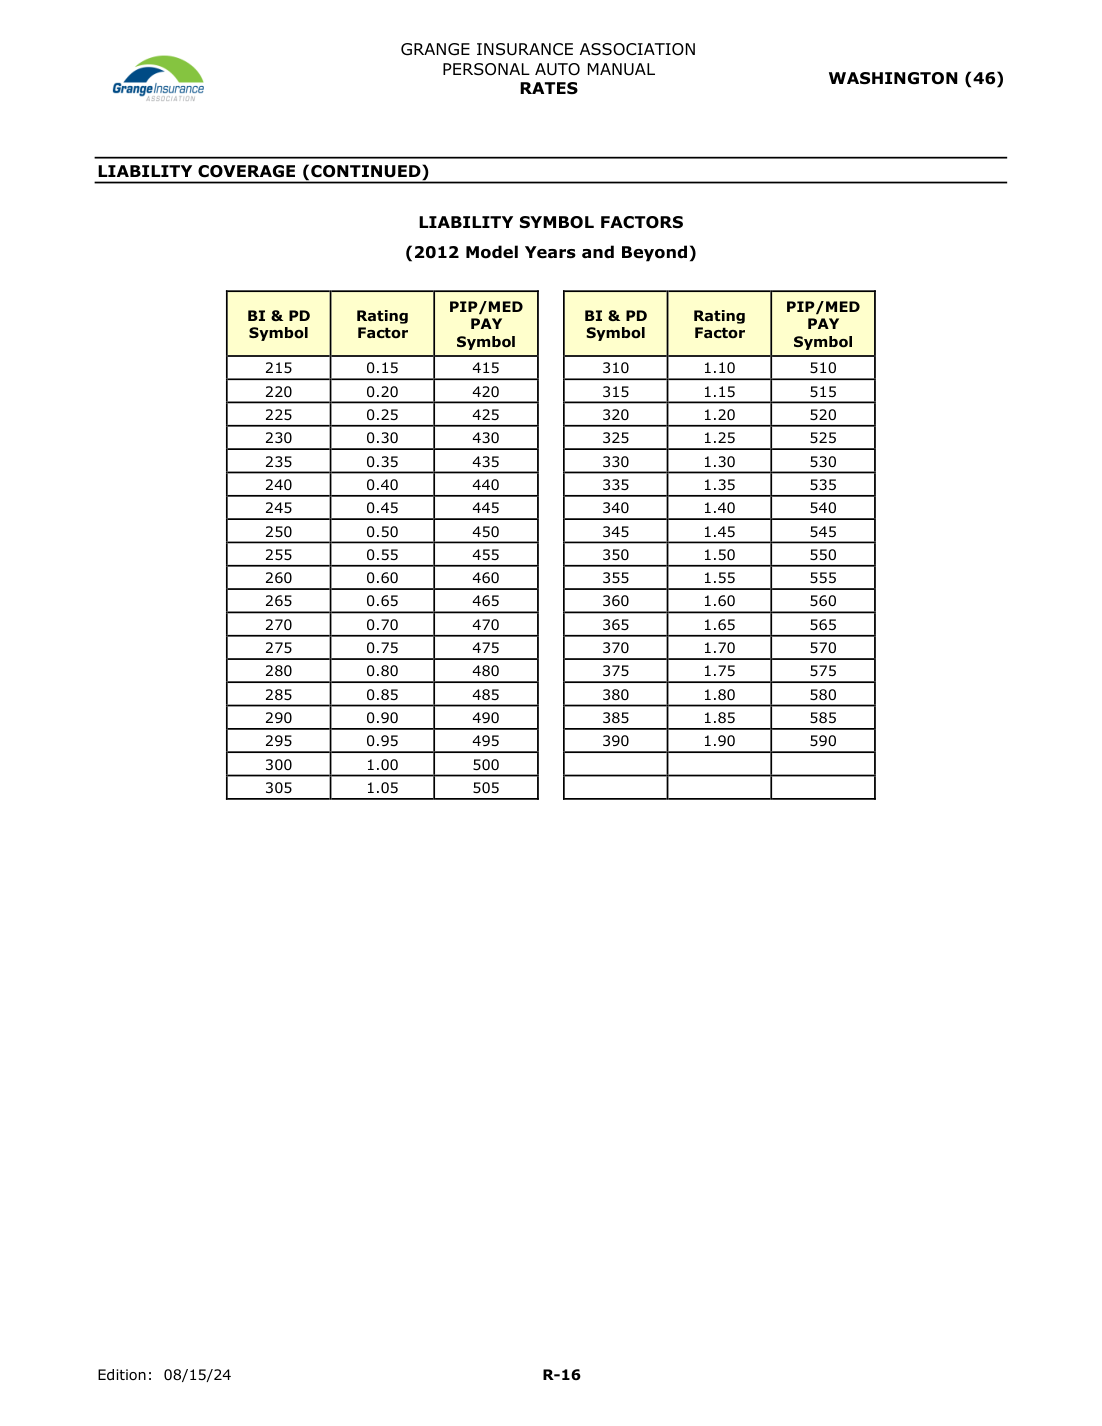 GRANGE INSURANCE ASSOCIATION
PERSONAL AUTO MANUAL
RATES
WASHINGTON (46)
GrangeInsurance
ASSOCIATION
LIABILITY COVERAGE (CONTINUED)
LIABILITY SYMBOL FACTORS
(2012 Model Years and Beyond)
BI & PD Symbol Rating Factor PIP/MED PAY Symbol BI & PD Symbol Rating Factor PIP/MED PAY Symbol
215 0.15 415 310 1.10 510
220 0.20 420 315 1.15 515
225 0.25 425 320 1.20 520
230 0.30 430 325 1.25 525
235 0.35 435 330 1.30 530
240 0.40 440 335 1.35 535
245 0.45 445 340 1.40 540
250 0.50 450 345 1.45 545
255 0.55 455 350 1.50 550
260 0.60 460 355 1.55 555
265 0.65 465 360 1.60 560
270 0.70 470 365 1.65 565
275 0.75 475 370 1.70 570
280 0.80 480 375 1.75 575
285 0.85 485 380 1.80 580
290 0.90 490 385 1.85 585
295 0.95 495 390 1.90 590
300 1.00 500
305 1.05 505
Edition: 08/15/24 R-16